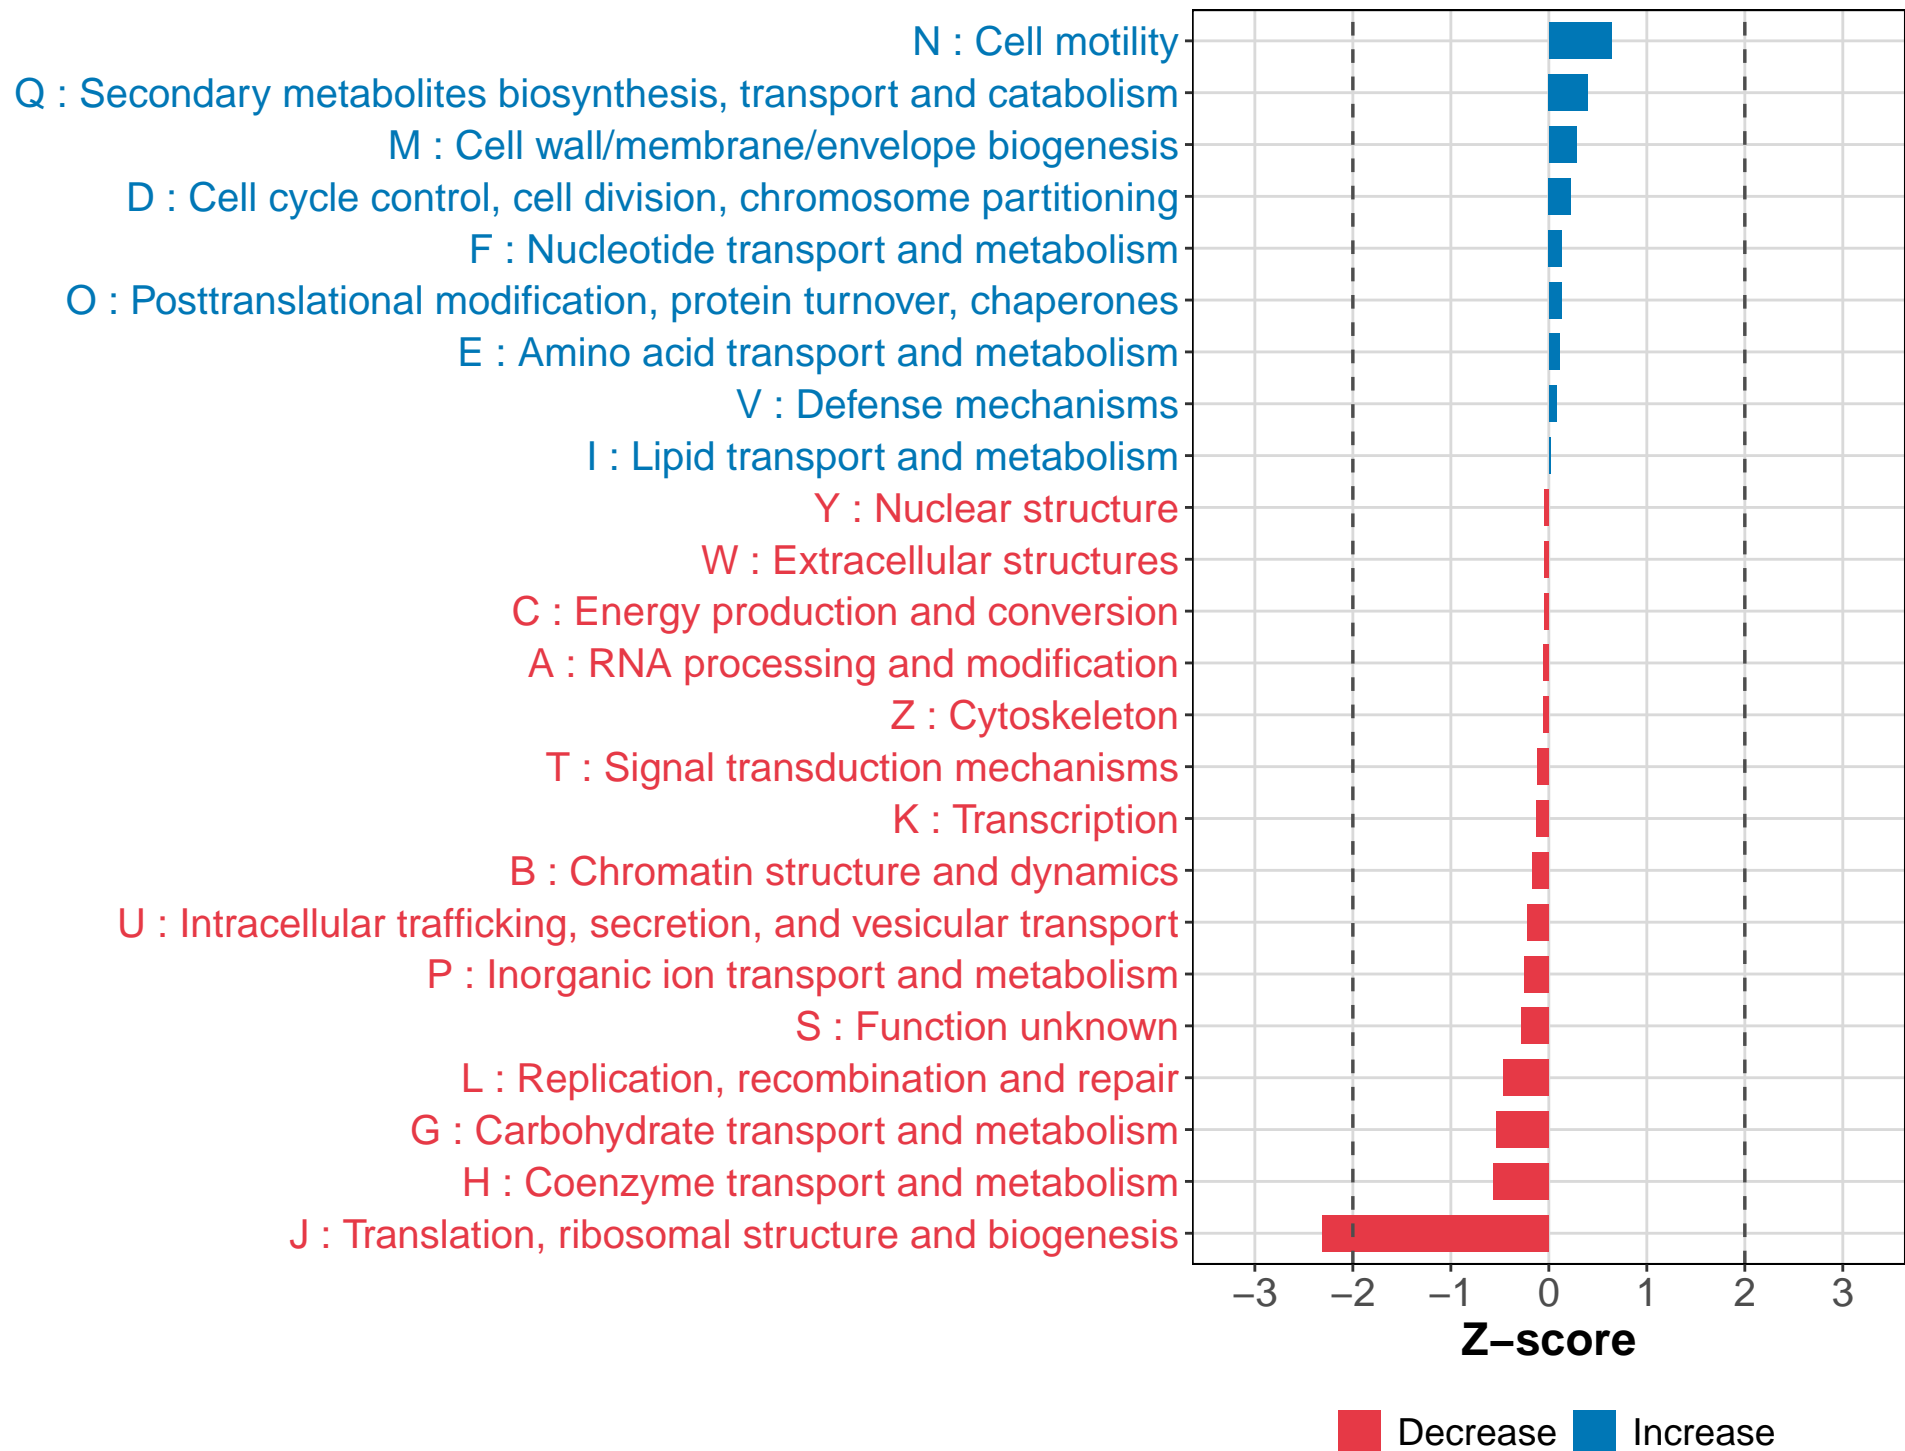 N : Cell motility
Q : Secondary metabolites biosynthesis, transport and catabolism
M : Cell wall/membrane/envelope biogenesis
D : Cell cycle control, cell division, chromosome partitioning
F : Nucleotide transport and metabolism
O : Posttranslational modification, protein turnover, chaperones
E : Amino acid transport and metabolism
V : Defense mechanisms
I : Lipid transport and metabolism
Y : Nuclear structure
W : Extracellular structures
C : Energy production and conversion
A : RNA processing and modification
Z : Cytoskeleton
T : Signal transduction mechanisms
K : Transcription
B : Chromatin structure and dynamics
U : Intracellular trafficking, secretion, and vesicular transport
P : Inorganic ion transport and metabolism
S : Function unknown
L : Replication, recombination and repair
G : Carbohydrate transport and metabolism
H : Coenzyme transport and metabolism
J : Translation, ribosomal structure and biogenesis
−3 −2 −1 0 1 2 3
Z−score
Decrease Increase